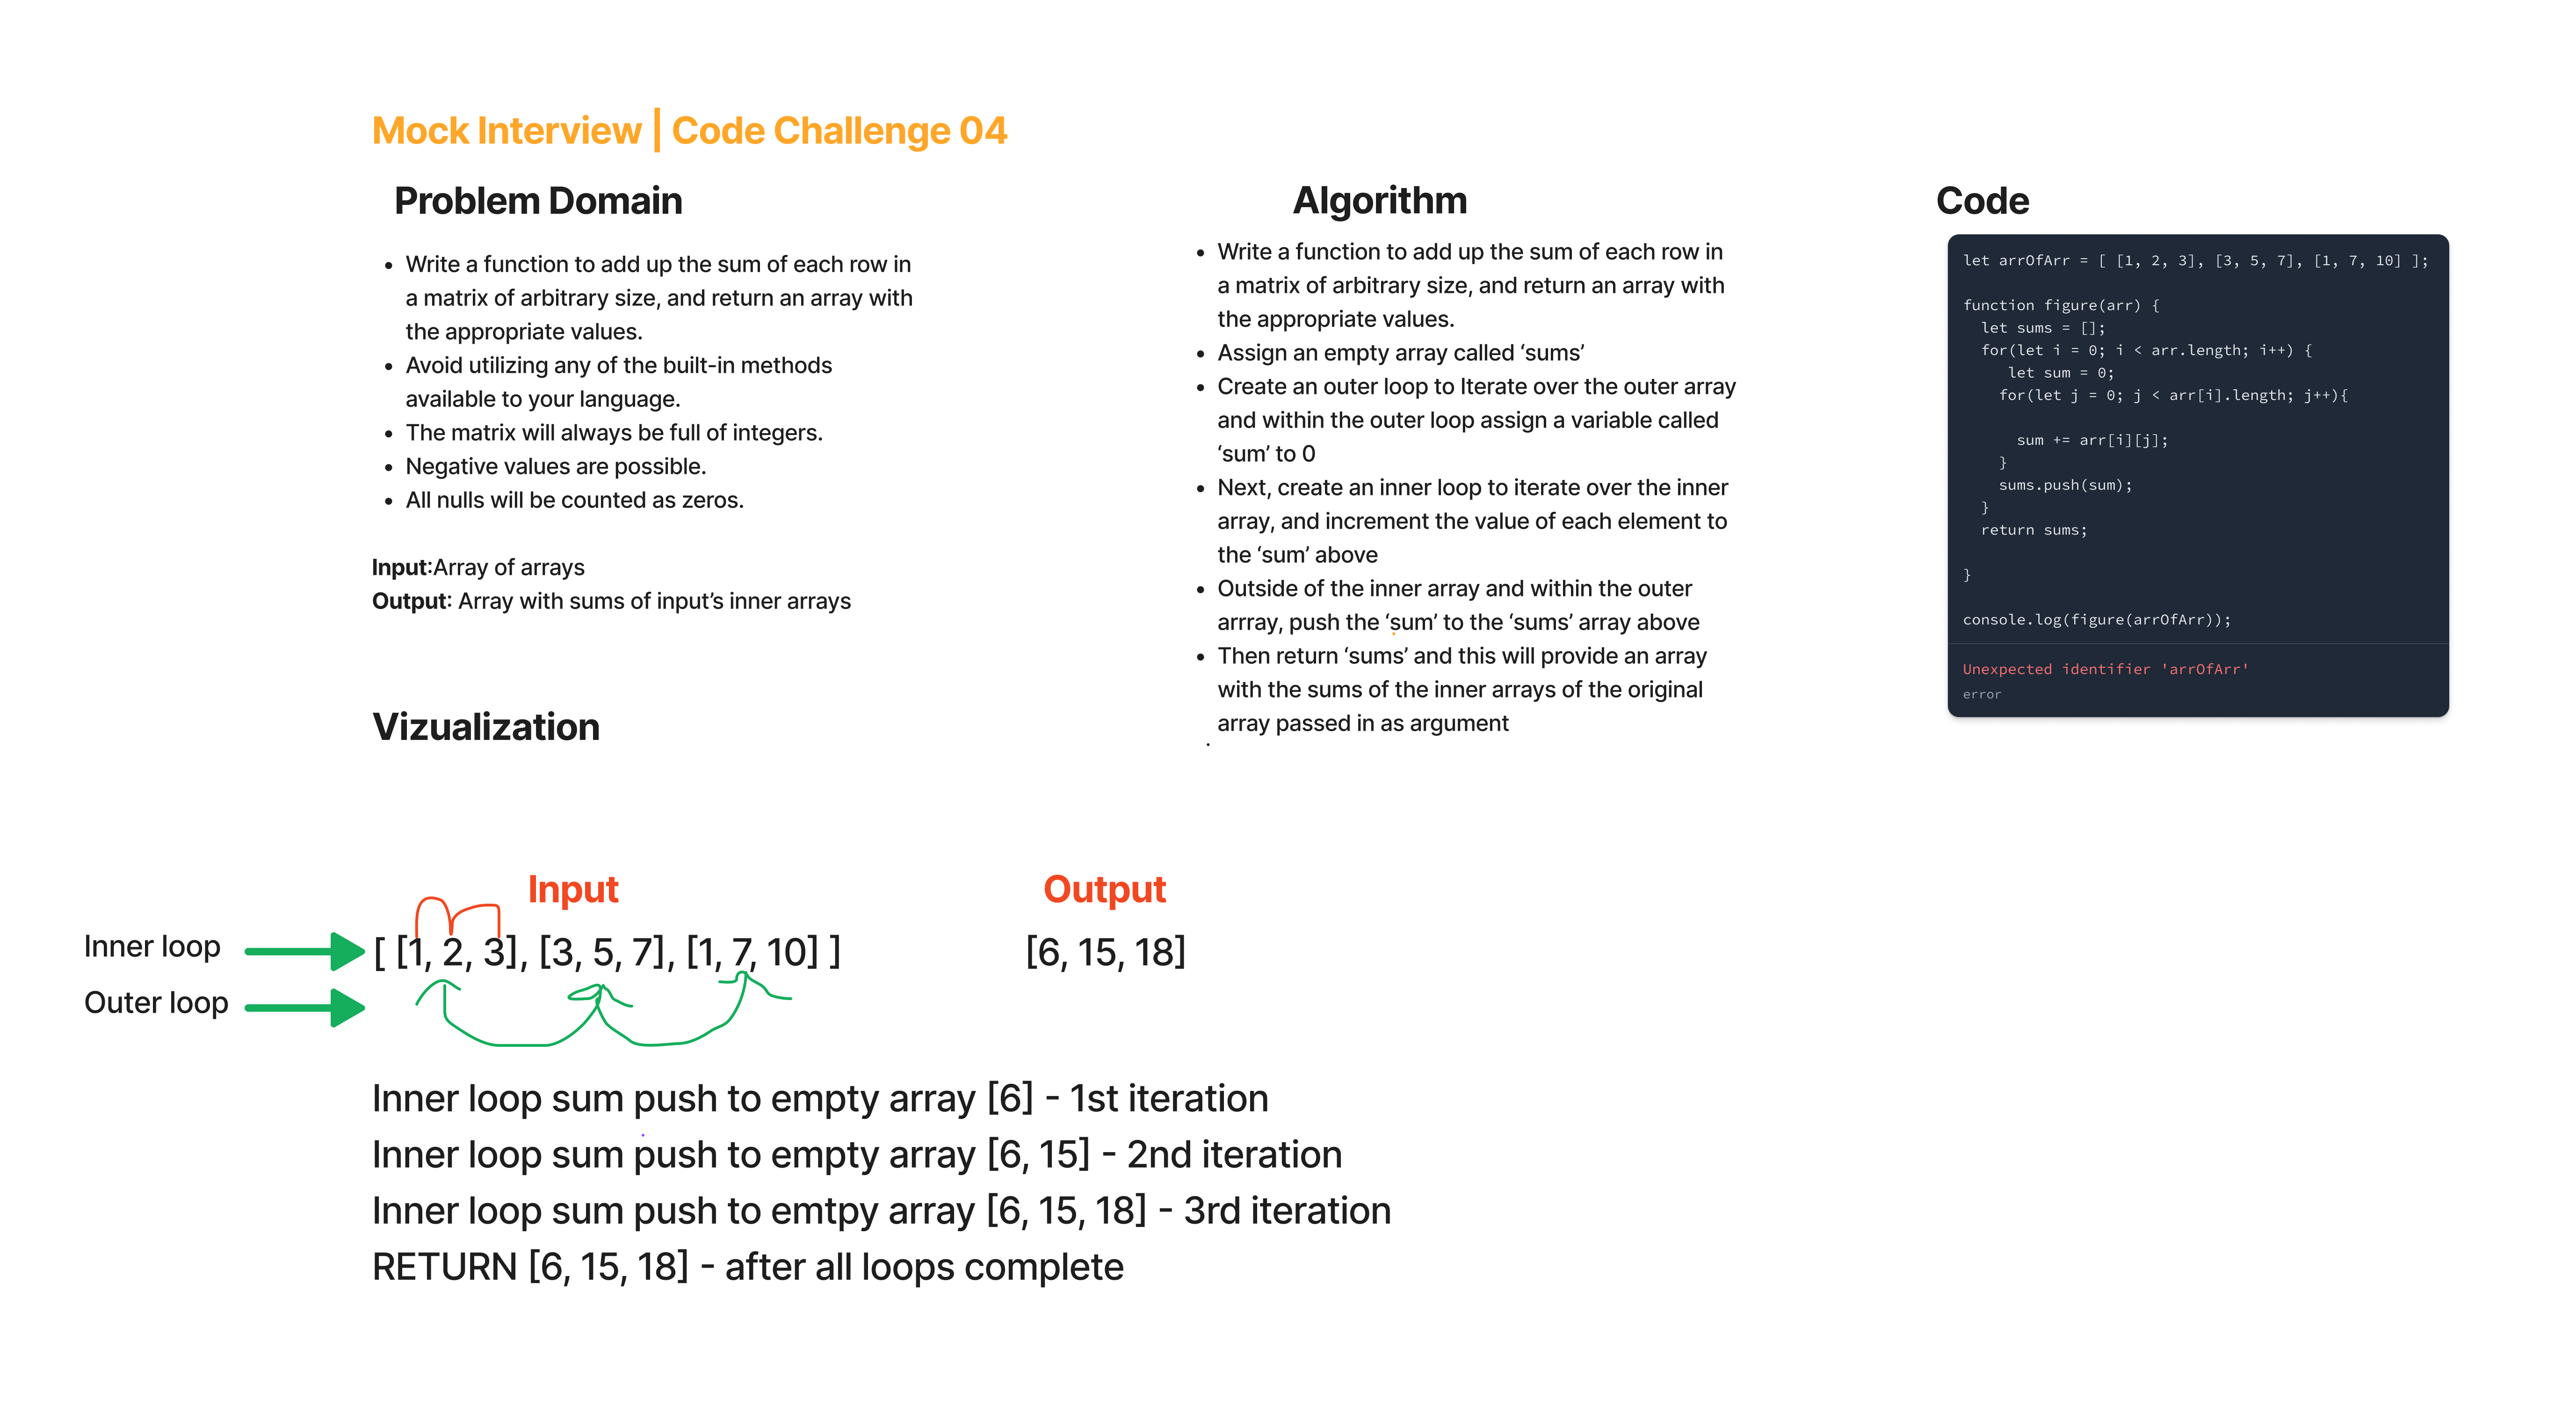 Mock Interview | Code Challenge 04
Problem Domain
• Write a function to add up the sum of each row in
a matrix of arbitrary size, and return an array with
the appropriate values.
• Avoid utilizing any of the built-in methods
available to your language.
• The matrix will always be full of integers.
• Negative values are possible.
• All nulls will be counted as zeros.
Input:Array of arrays
Output: Array with sums of input’s inner arrays
Algorithm
• Write a function to add up the sum of each row in
a matrix of arbitrary size, and return an array with
the appropriate values.
• Assign an empty array called ‘sums’
• Create an outer loop to Iterate over the outer array
and within the outer loop assign a variable called
‘sum’ to 0
• Next, create an inner loop to iterate over the inner
array, and increment the value of each element to
the ‘sum’ above
• Outside of the inner array and within the outer
arrray, push the ‘sum’ to the ‘sums’ array above
• Then return ‘sums’ and this will provide an array
with the sums of the inner arrays of the original
array passed in as argument
Code
let arrOfArr = [ [1, 2, 3], [3, 5, 7], [1, 7, 10] ];
function figure(arr) {
let sums = [];
for(let i = 0; i < arr.length; i++) {
let sum = 0;
for(let j = 0; j < arr[i].length; j++){
sum += arr[i][j];
}
sums.push(sum);
}
return sums;
}
console.log(figure(arrOfArr));
Unexpected identifier 'arrOfArr'
error
Vizualization
Input
Output
Inner loop
[ [1, 2, 3], [3, 5, 7], [1, 7, 10] ]
[6, 15, 18]
Outer loop
Inner loop sum push to empty array [6] - 1st iteration
Inner loop sum push to empty array [6, 15] - 2nd iteration
Inner loop sum push to emtpy array [6, 15, 18] - 3rd iteration
RETURN [6, 15, 18] - after all loops complete